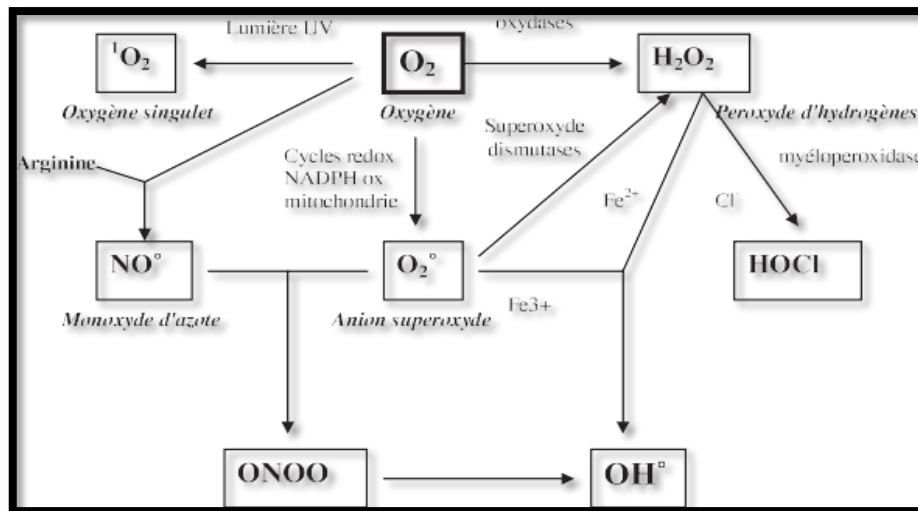 Lumière UV
oxydases
¹O₂
O₂
H₂O₂
Oxygène singulet
Oxygène
Peroxyde d'hydrogènes
Superoxyde
dismutases
Arginine
Cycles redox
NADPH ox
mitochondrie
myéloperoxidase
Fe²⁺
Cl
NO°
O₂°
HOCl
Monoxyde d'azote
Anion superoxyde
Fe3+
ONOO
OH°